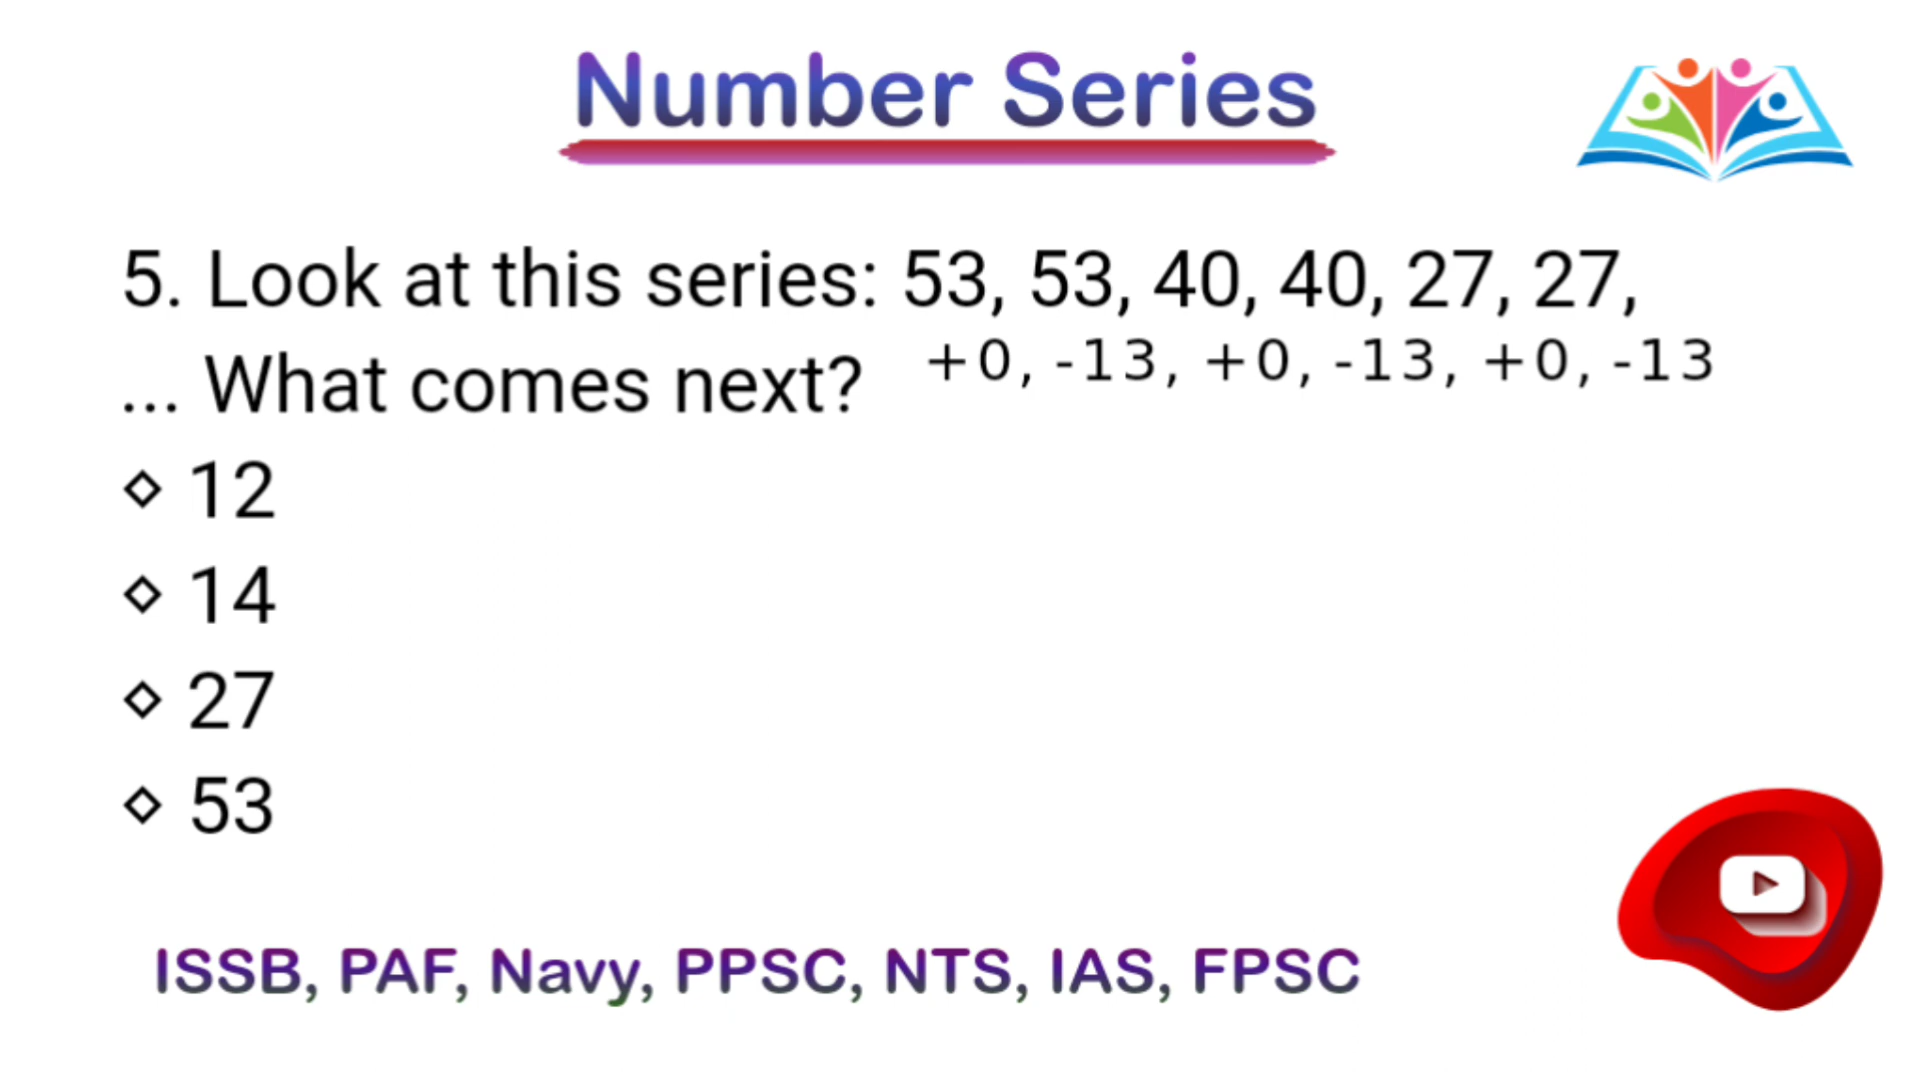 Number Series
5. Look at this series: 53, 53, 40, 40, 27, 27,
... What comes next?
+0, -13, +0, -13, +0, -13
12
14
27
53
ISSB, PAF, Navy, PPSC, NTS, IAS, FPSC